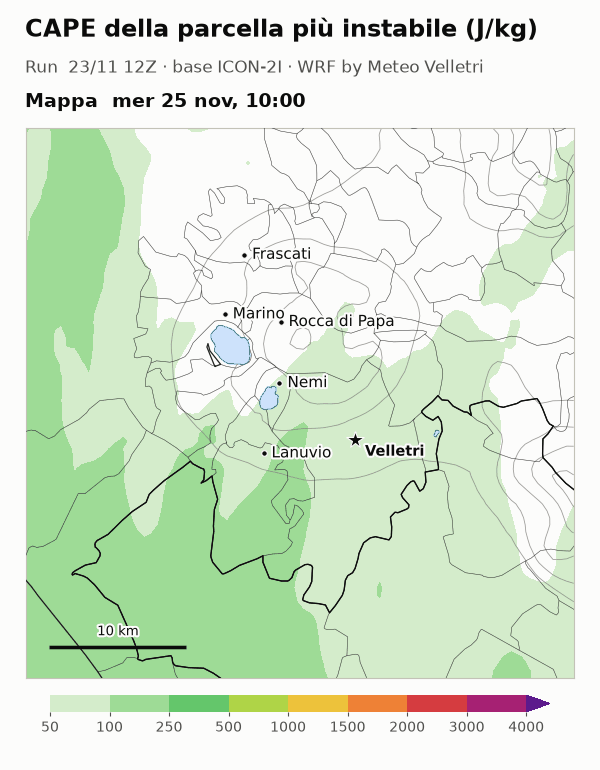 CAPE della parcella più instabile (J/kg)
Run  23/11 12Z · base ICON-2I · WRF by Meteo Velletri
Mappa  mer 25 nov, 10:00
Frascati
Marino
Rocca di Papa
Nemi
Velletri
Lanuvio
10 km
50 100 250 500 1000 1500 2000 3000 4000